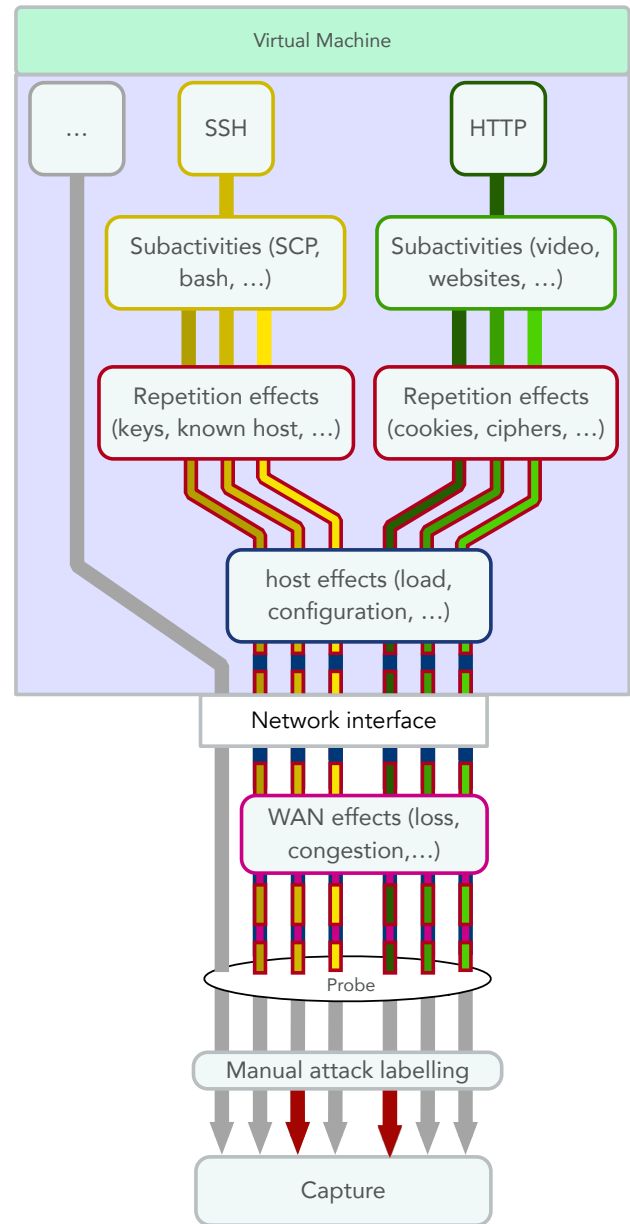 Virtual Machine
…
SSH
HTTP
Subactivities (SCP,
bash, …)
Subactivities (video,
websites, …)
Repetition effects
(keys, known host, …)
Repetition effects
(cookies, ciphers, …)
host effects (load,
configuration, …)
Network interface
WAN effects (loss,
congestion,…)
Probe
Manual attack labelling
Capture